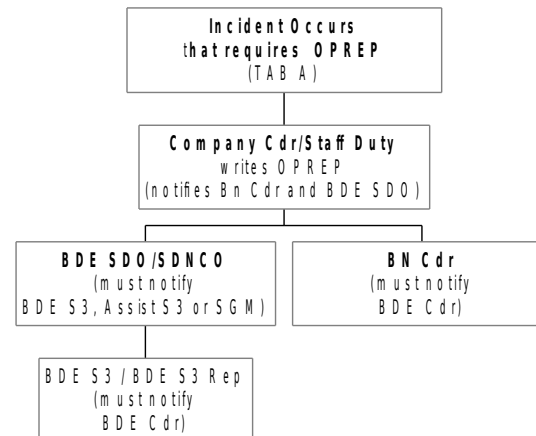 Incident Occurs
that requires OPREP
(TAB A)
Company Cdr/Staff Duty
writes OPREP
(notifies Bn Cdr and BDE SDO)
BDE SDO/SDNCO
(must notify
BDE S3, Assist S3 or SGM)
BN Cdr
(must notify
BDE Cdr)
BDE S3 / BDE S3 Rep
(must notify
BDE Cdr)